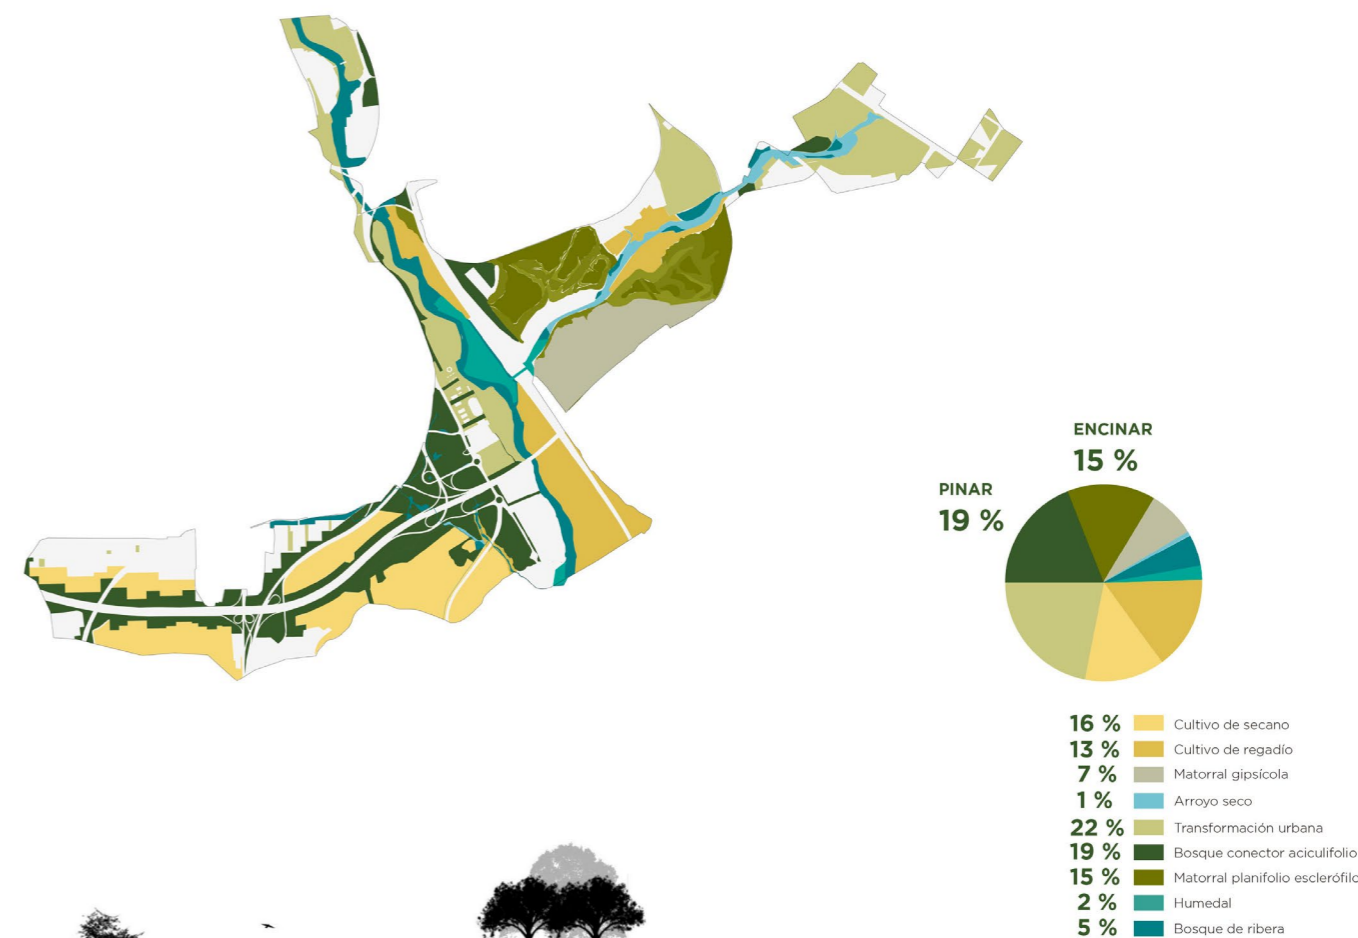 ENCINAR
15 %
PINAR
19 %
16 % Cultivo de secano
13 % Cultivo de regadío
7 % Matorral gipsícola
1 % Arroyo seco
22 % Transformación urbana
19 % Bosque conector aciculifolio
15 % Matorral planifolio esclerófilo
2 % Humedal
5 % Bosque de ribera